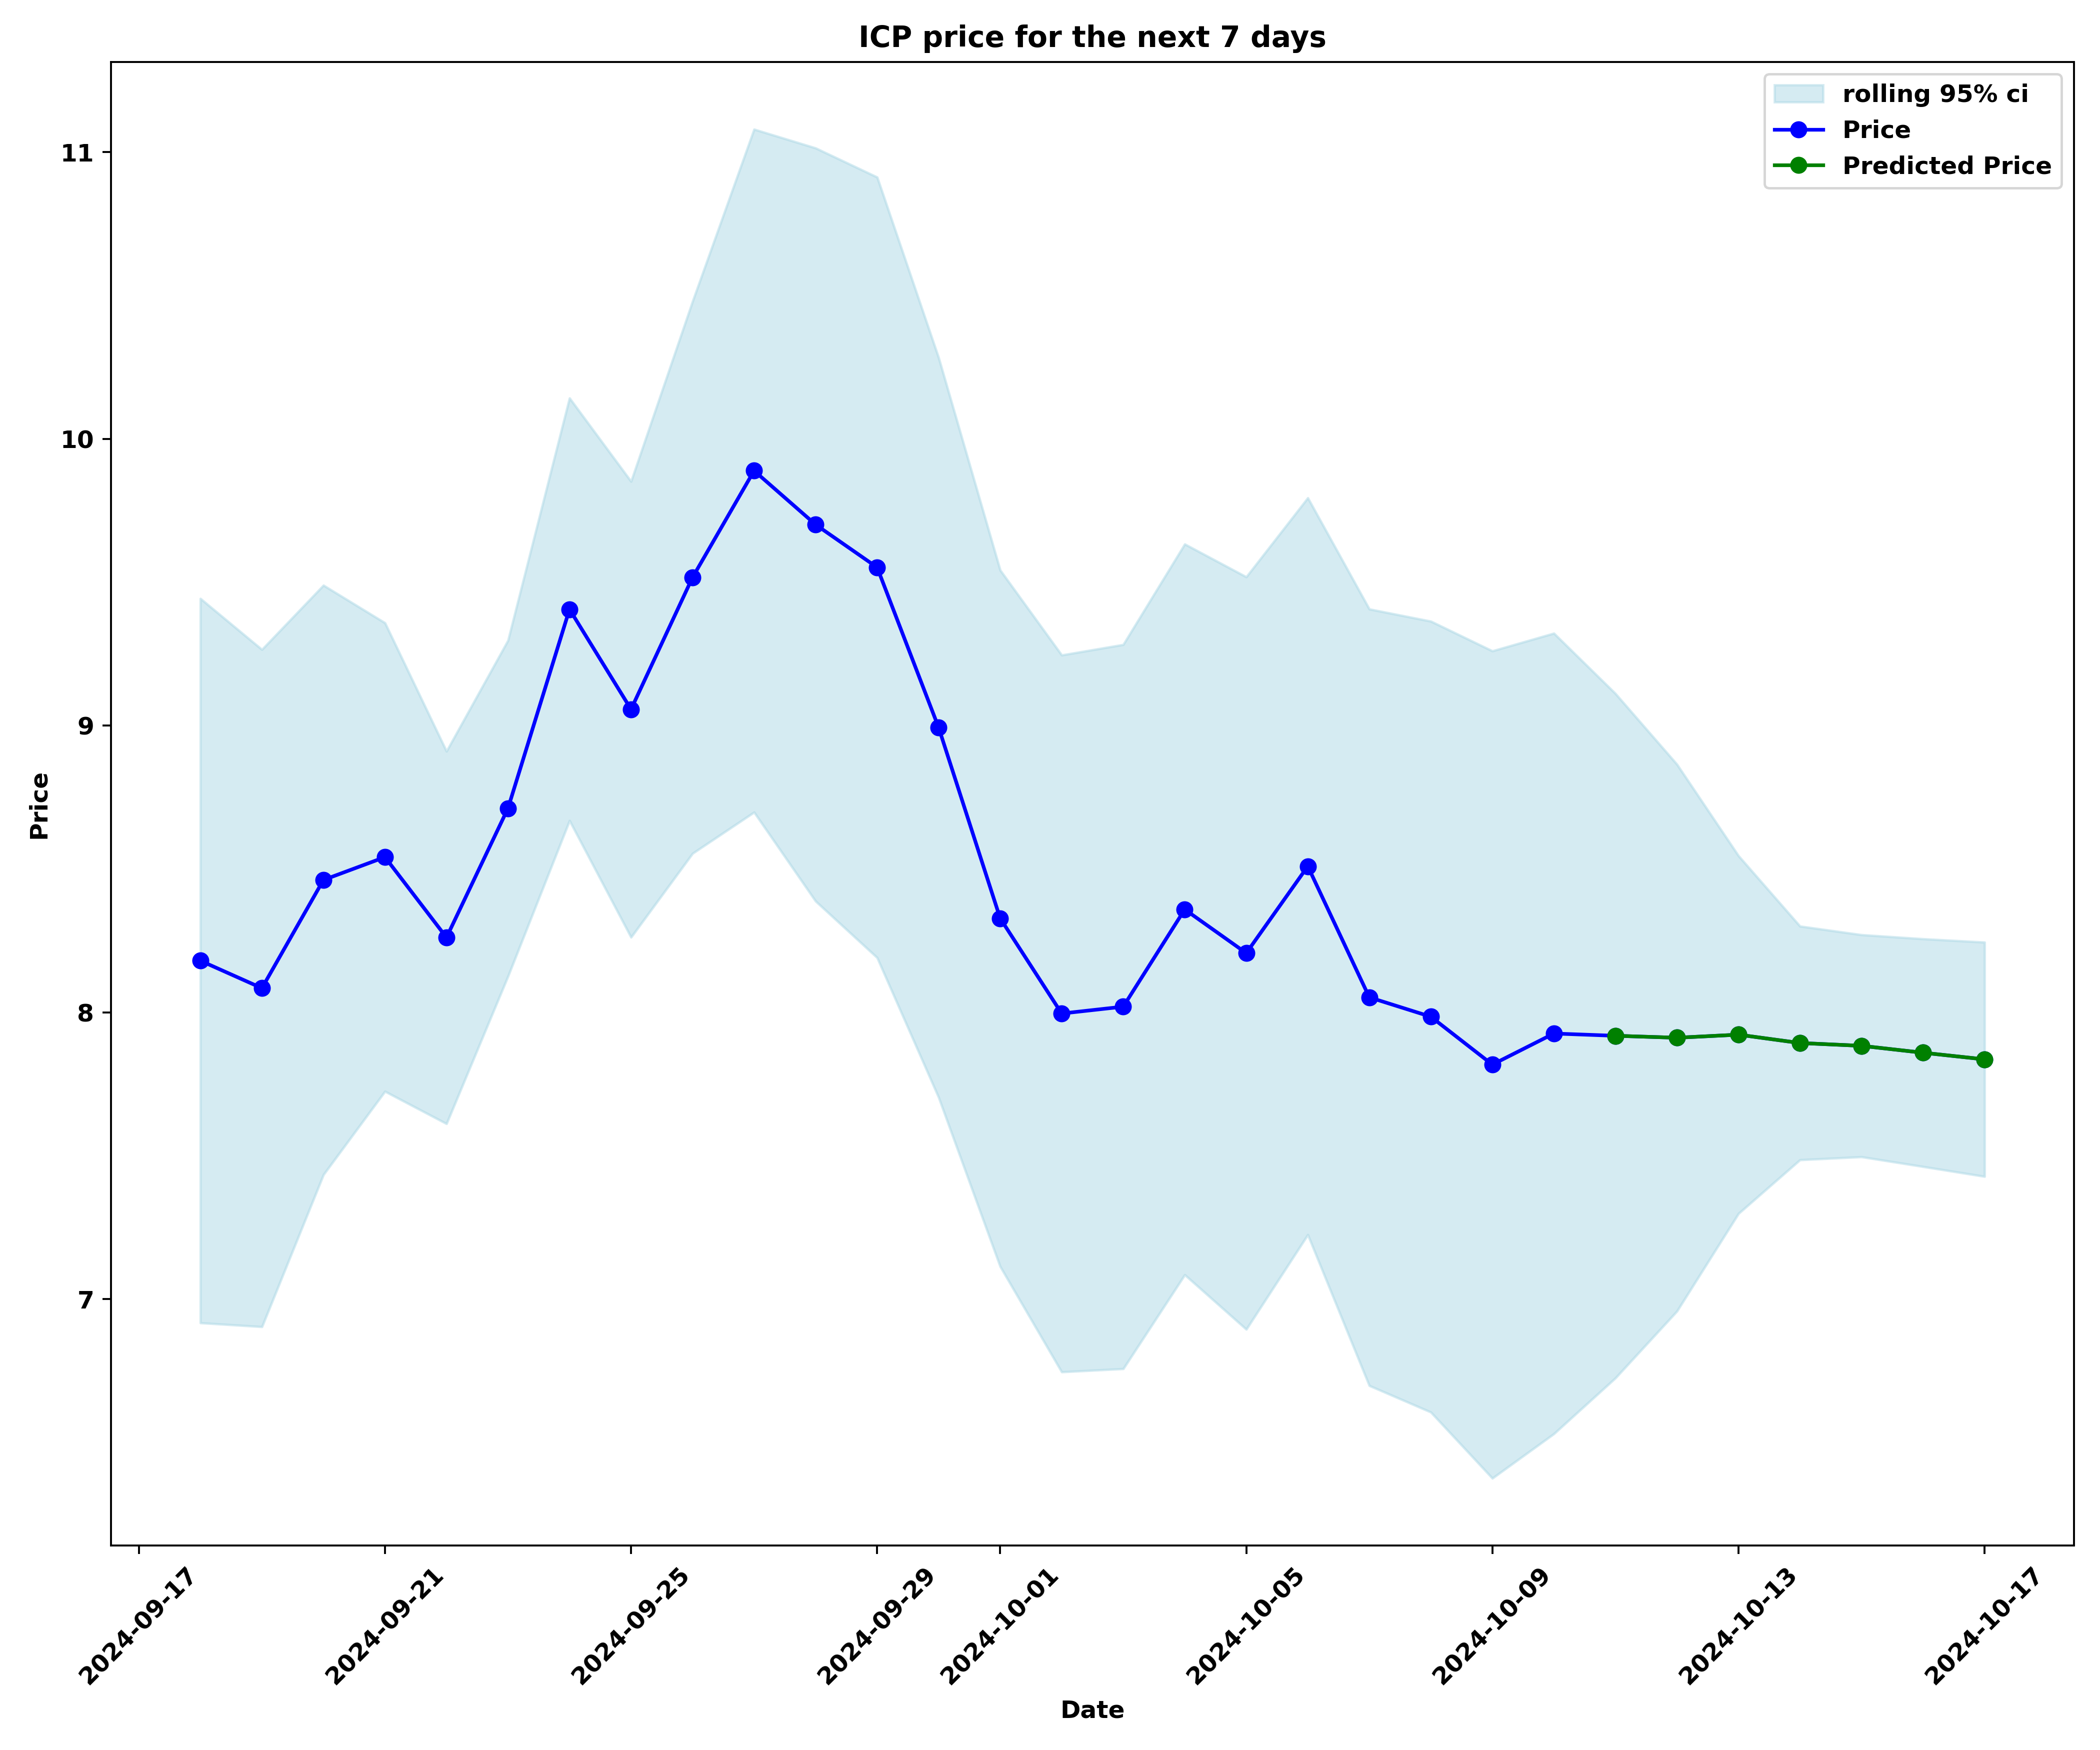 ICP price for the next 7 days
rolling 95% ci
Price
Predicted Price
11
10
9
8
7
Price
2024-09-17
2024-09-21
2024-09-25
2024-09-29
2024-10-01
2024-10-05
2024-10-09
2024-10-13
2024-10-17
Date